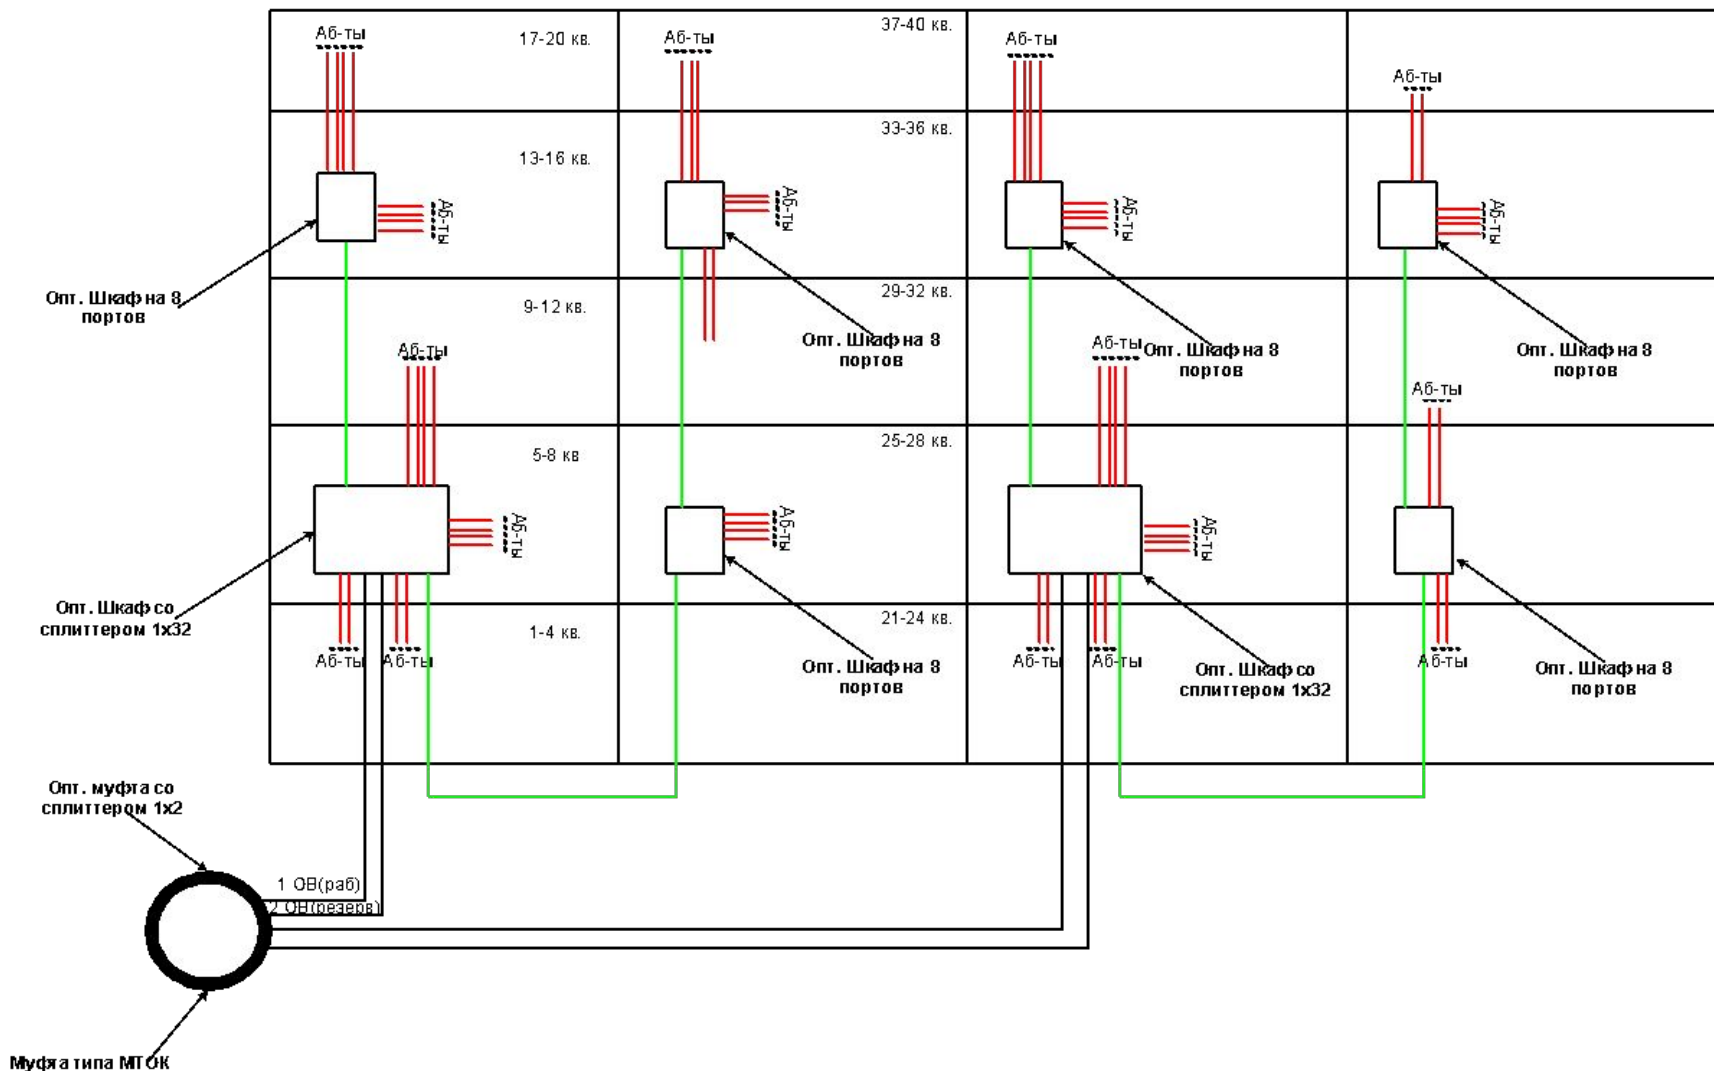 Аб-ты
17-20 кв.
Аб-ты
37-40 кв.
Аб-ты
Аб-ты
13-16 кв.
33-36 кв.
Аб-ты
Аб-ты
Аб-ты
Аб-ты
Опт. Шкаф на 8
портов
9-12 кв.
29-32 кв.
Опт. Шкаф на 8
портов
Опт. Шкаф на 8
портов
Опт. Шкаф на 8
портов
Аб-ты
Аб-ты
Аб-ты
5-8 кв
25-28 кв.
Аб-ты
Аб-ты
Аб-ты
Опт. Шкаф со
сплиттером 1х32
1-4 кв.
21-24 кв.
Аб-ты
Аб-ты
Опт. Шкаф на 8
портов
Аб-ты
Аб-ты
Опт. Шкаф со
сплиттером 1х32
Аб-ты
Опт. Шкаф на 8
портов
Опт. муфта со
сплиттером 1х2
1 ОВ(раб)
2 ОВ(резерв)
Муфта типа МТОК